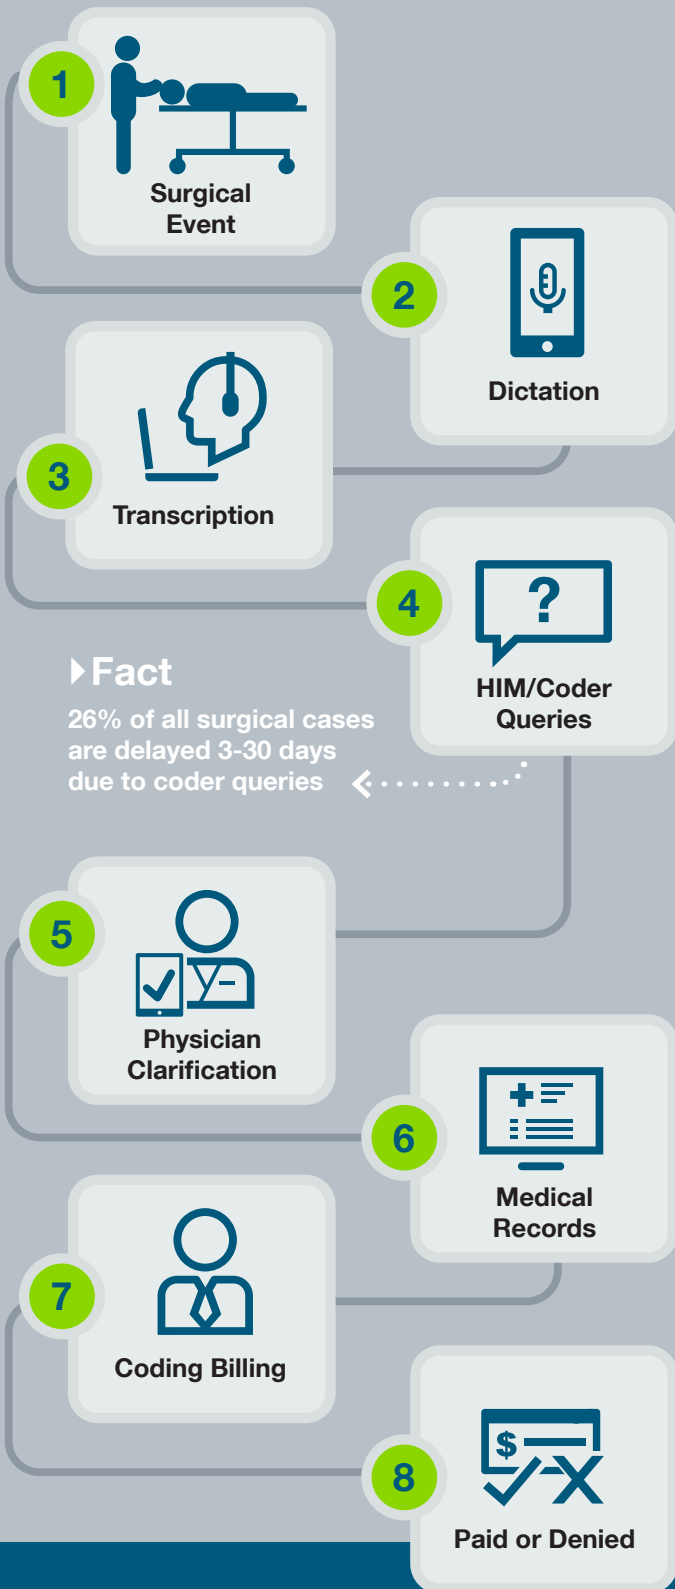 1
Surgical
Event
2
Dictation
3
Transcription
4
?
HIM/Coder
Queries
Fact
26% of all surgical cases
are delayed 3-30 days
due to coder queries
5
Physician
Clarification
6
Medical
Records
7
Coding Billing
8
$
Paid or Denied